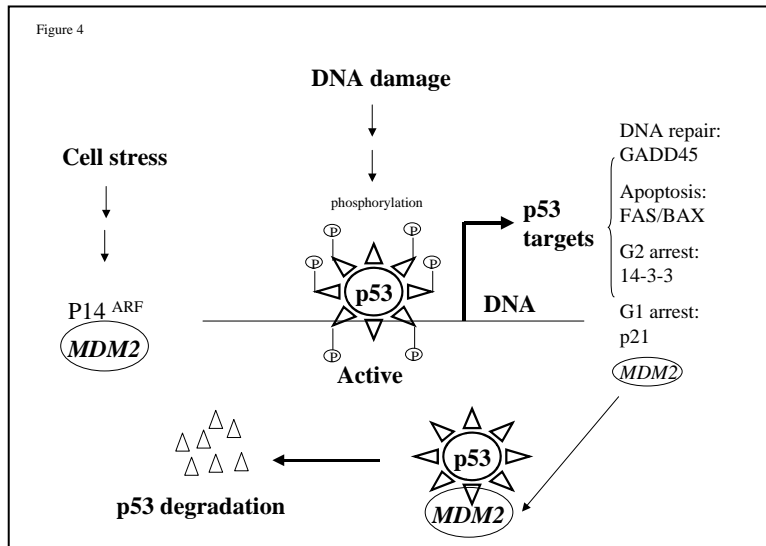 Figure 4
DNA damage
Cell stress
phosphorylation
P P
P P
p53
P P
Active
P14 ARF
MDM2
p53
targets
DNA
DNA repair:
GADD45
Apoptosis:
FAS/BAX
G2 arrest:
14-3-3
G1 arrest:
p21
MDM2
p53
MDM2
p53 degradation